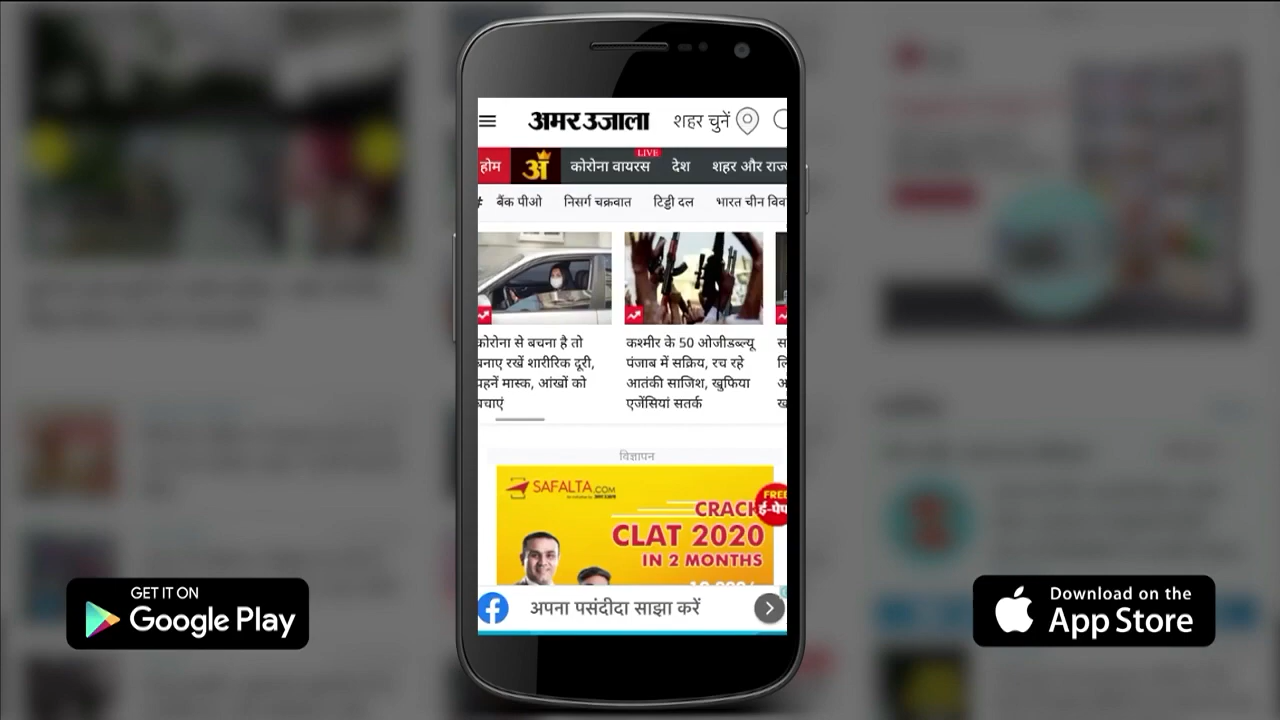 अमर उजाला
शहर चुनें
होम
अ
कोरोना वायरस
LIVE
देश
शहर और राज्
# बैंक पीओ
निसर्ग चक्रवात
टिड्डी दल
भारत चीन विवा
कोरोना से बचना है तो
बनाए रखें शारीरिक दूरी,
पहनें मास्क, आंखों को
बचाएं
कश्मीर के 50 ओजीडब्ल्यू
पंजाब में सक्रिय, रच रहे
आतंकी साजिश, खुफिया
एजेंसियां सतर्क
विज्ञापन
SAFALTA.COM
CRACK
CLAT 2020
IN 2 MONTHS
FREE
ई-पेप
अपना पसंदीदा साझा करें
GET IT ON
Google Play
Download on the
App Store